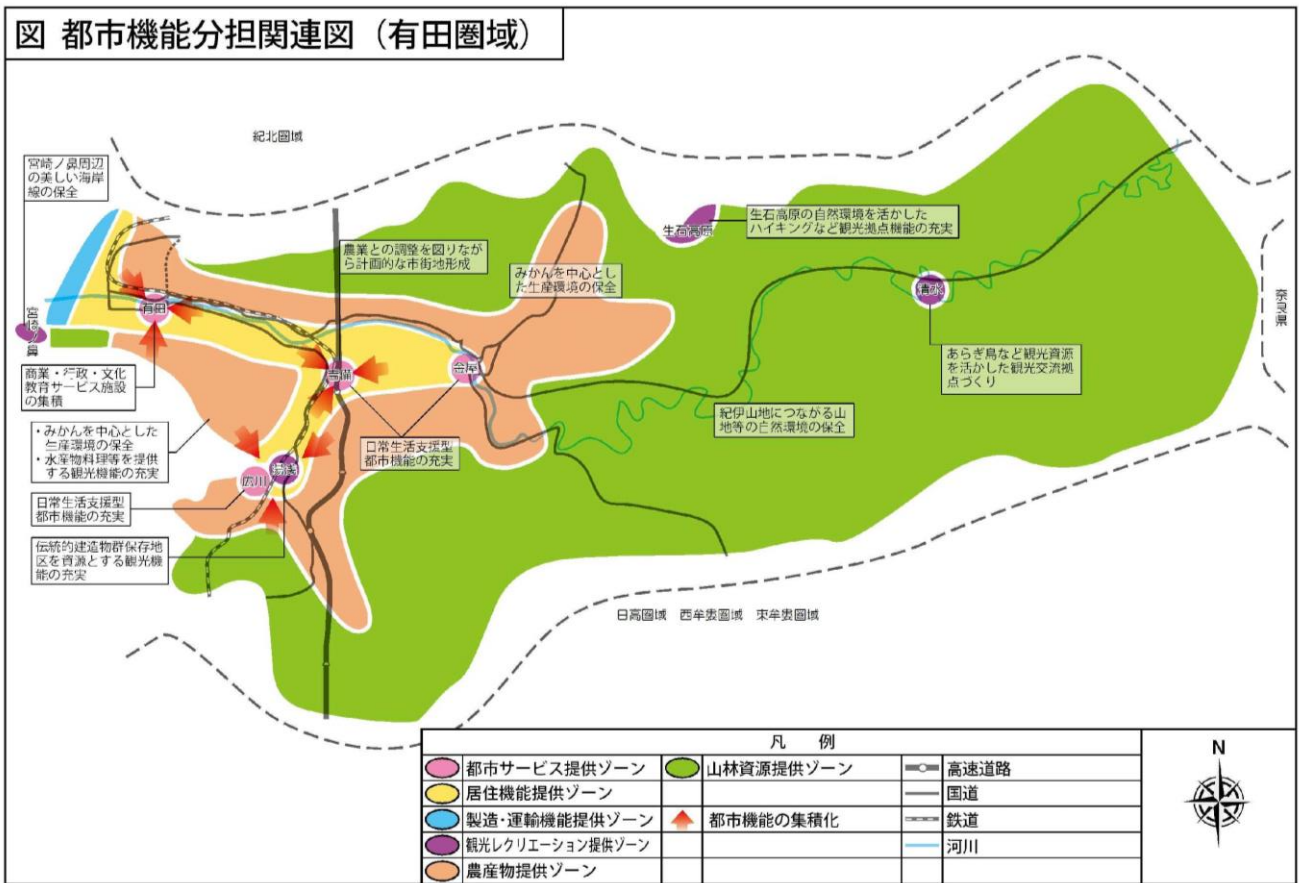 図 都市機能分担関連図（有田圏域）
紀北圏域
宮崎ノ鼻周辺
の美しい海岸
線の保全
生石高原
生石高原の自然環境を活かした
ハイキングなど観光拠点機能の充実
農業との調整を図りなが
ら計画的な市街地形成
みかんを中心とし
た生産環境の保全
有田
清水
奈良県
宮崎ノ鼻
あらぎ島など観光資源
を活かした観光交流拠
点づくり
商業・行政・文化
教育サービス施設
の集積
吉備
金屋
紀伊山地につながる山
地等の自然環境の保全
・みかんを中心とした
生産環境の保全
・水産物料理等を提供
する観光機能の充実
日常生活支援型
都市機能の充実
湯浅
広川
日常生活支援型
都市機能の充実
伝統的建造物群保存地
区を資源とする観光機
能の充実
日高圏域 西牟婁圏域 東牟婁圏域
凡 例
都市サービス提供ゾーン
山林資源提供ゾーン
高速道路
居住機能提供ゾーン
国道
製造・運輸機能提供ゾーン
都市機能の集積化
鉄道
観光レクリエーション提供ゾーン
河川
農産物提供ゾーン
N